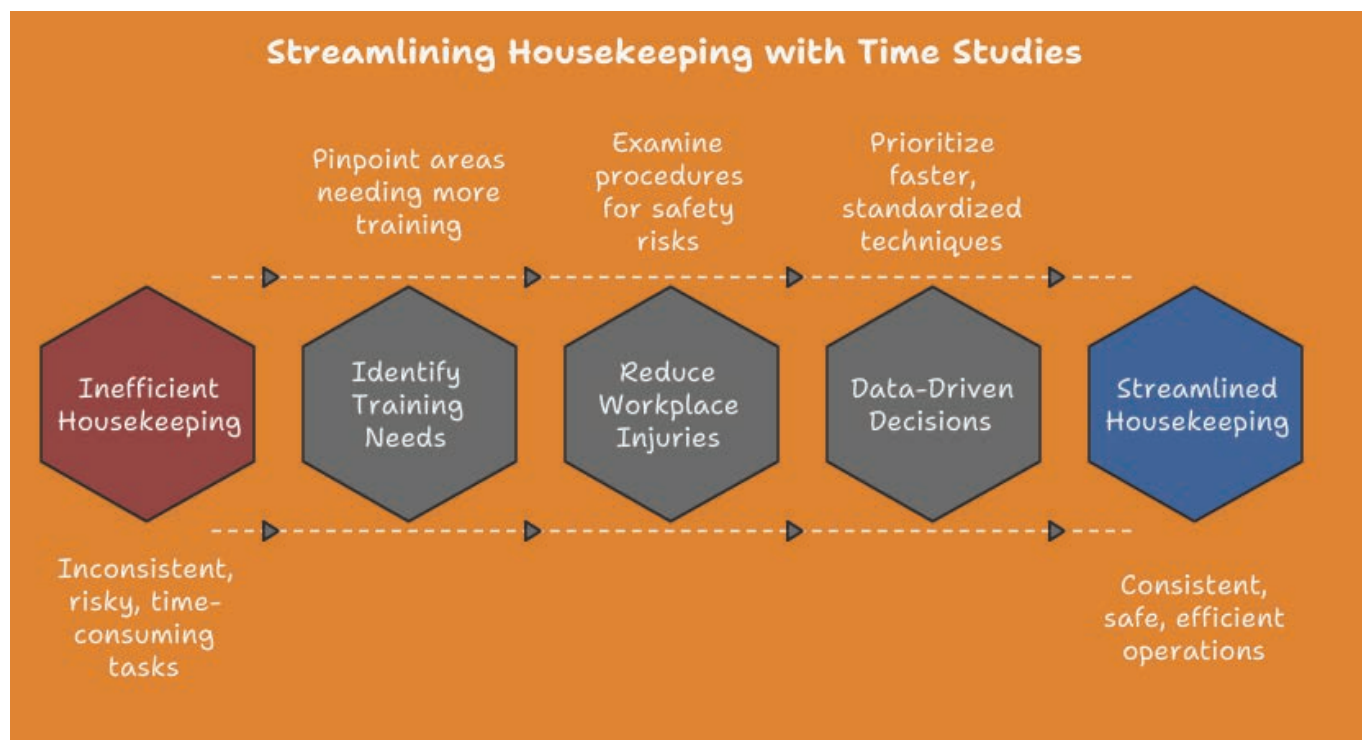 Streamlining Housekeeping with Time Studies
Pinpoint areas
needing more
training
Examine
procedures
for safety
risks
Prioritize
faster,
standardized
techniques
Inefficient
Housekeeping
Identify
Training
Needs
Reduce
Workplace
Injuries
Data-Driven
Decisions
Streamlined
Housekeeping
Inconsistent,
risky, time-
consuming
tasks
Consistent,
safe, efficient
operations